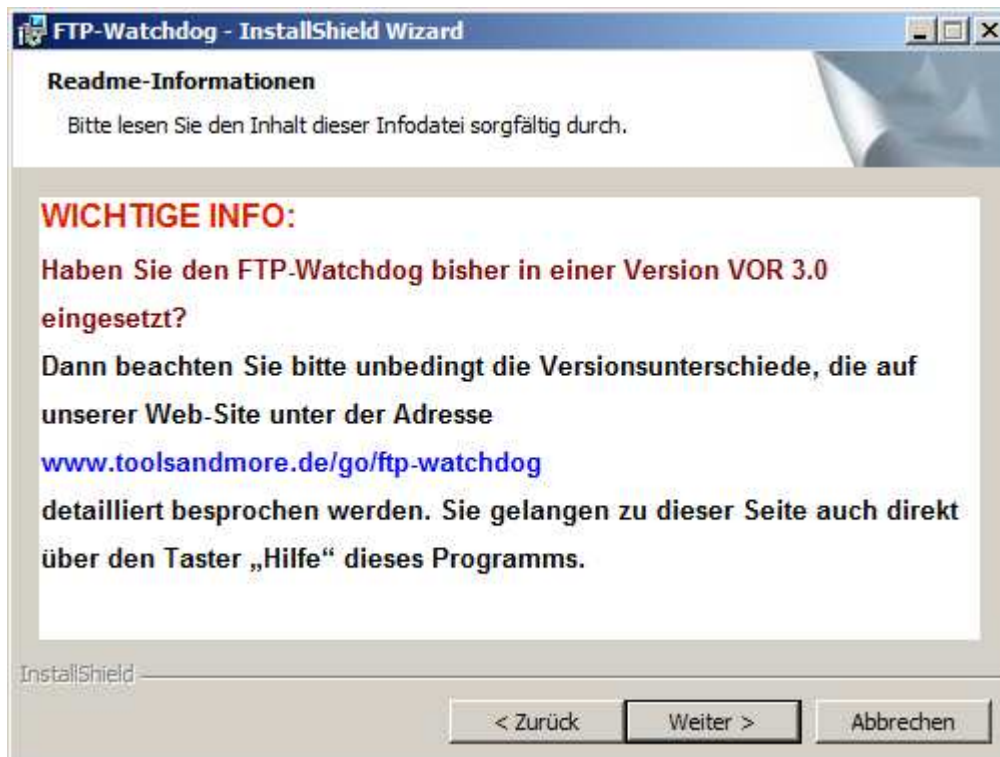 FTP-Watchdog - InstallShield Wizard
Readme-Informationen
Bitte lesen Sie den Inhalt dieser Infodatei sorgfältig durch.
WICHTIGE INFO:
Haben Sie den FTP-Watchdog bisher in einer Version VOR 3.0
eingesetzt?
Dann beachten Sie bitte unbedingt die Versionsunterschiede, die auf
unserer Web-Site unter der Adresse
www.toolsandmore.de/go/ftp-watchdog
detailliert besprochen werden. Sie gelangen zu dieser Seite auch direkt
über den Taster „Hilfe“ dieses Programms.
InstallShield
< Zurück Weiter > Abbrechen